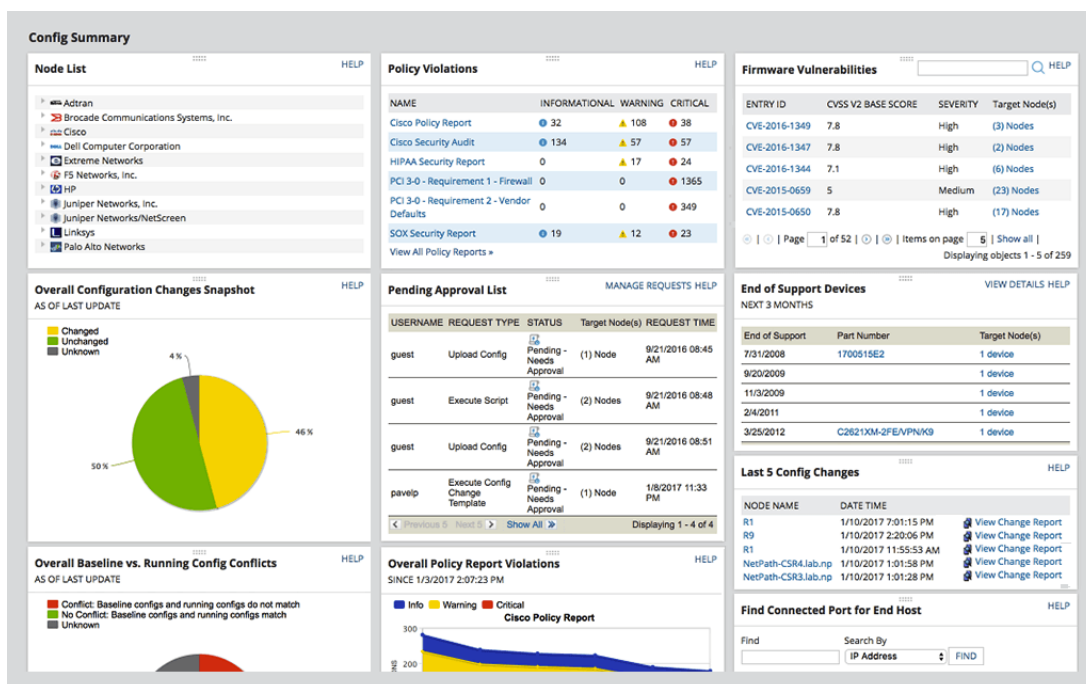 Config Summary
Node List
HELP
Adtran
Brocade Communications Systems, Inc.
Cisco
Dell Computer Corporation
Extreme Networks
F5 Networks, Inc.
HP
Juniper Networks, Inc.
Juniper Networks/NetScreen
Linksys
Palo Alto Networks
Policy Violations
HELP
NAME INFORMATIONAL WARNING CRITICAL
Cisco Policy Report 32 108 38
Cisco Security Audit 134 57 57
HIPAA Security Report 0 17 24
PCI 3-0 - Requirement 1 - Firewall 0 0 1365
PCI 3-0 - Requirement 2 - Vendor
Defaults 0 0 349
SOX Security Report 19 12 23
View All Policy Reports »
Firmware Vulnerabilities
HELP
ENTRY ID CVSS V2 BASE SCORE SEVERITY Target Node(s)
CVE-2016-1349 7.8 High (3) Nodes
CVE-2016-1347 7.8 High (2) Nodes
CVE-2016-1344 7.1 High (6) Nodes
CVE-2015-0659 5 Medium (23) Nodes
CVE-2015-0650 7.8 High (17) Nodes
| | Page 1 of 52 | | Items on page 5 | Show all |
Displaying objects 1 - 5 of 259
Overall Configuration Changes Snapshot
HELP
AS OF LAST UPDATE
Changed
Unchanged
Unknown
4 %
46 %
50 %
Pending Approval List
MANAGE REQUESTS HELP
USERNAME REQUEST TYPE STATUS Target Node(s) REQUEST TIME
guest Upload Config Pending - Needs Approval (1) Node 9/21/2016 08:45 AM
guest Execute Script Pending - Needs Approval (2) Nodes 9/21/2016 08:48 AM
guest Upload Config Pending - Needs Approval (2) Nodes 9/21/2016 08:51 AM
pavelp Execute Config Change Template Pending - Needs Approval (1) Node 1/8/2017 11:33 PM
Previous 5 Next 5 Show All Displaying 1 - 4 of 4
End of Support Devices
VIEW DETAILS HELP
NEXT 3 MONTHS
End of Support Part Number Target Node(s)
7/31/2008 1700515E2 1 device
9/20/2009 1 device
11/3/2009 1 device
2/4/2011 1 device
3/25/2012 C2621XM-2FE/VPN/K9 1 device
Last 5 Config Changes
HELP
NODE NAME DATE TIME
R1 1/10/2017 7:01:15 PM View Change Report
R9 1/10/2017 2:20:06 PM View Change Report
R1 1/10/2017 11:55:53 AM View Change Report
NetPath-CSR4.lab.np 1/10/2017 1:01:58 PM View Change Report
NetPath-CSR3.lab.np 1/10/2017 1:01:28 PM View Change Report
Overall Baseline vs. Running Config Conflicts
HELP
AS OF LAST UPDATE
Conflict: Baseline configs and running configs do not match
No Conflict: Baseline configs and running configs match
Unknown
Overall Policy Report Violations
HELP
SINCE 1/3/2017 2:07:23 PM
Info Warning Critical
Cisco Policy Report
300
200
Find Connected Port for End Host
HELP
Find Search By
IP Address FIND